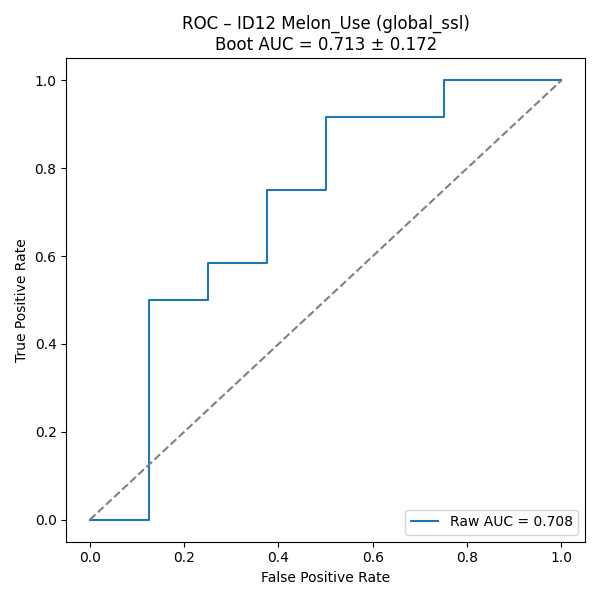 ROC – ID12 Melon_Use (global_ssl)
Boot AUC = 0.713 ± 0.172
True Positive Rate
1.0
0.8
0.6
0.4
0.2
0.0
Raw AUC = 0.708
0.0 0.2 0.4 0.6 0.8 1.0
False Positive Rate